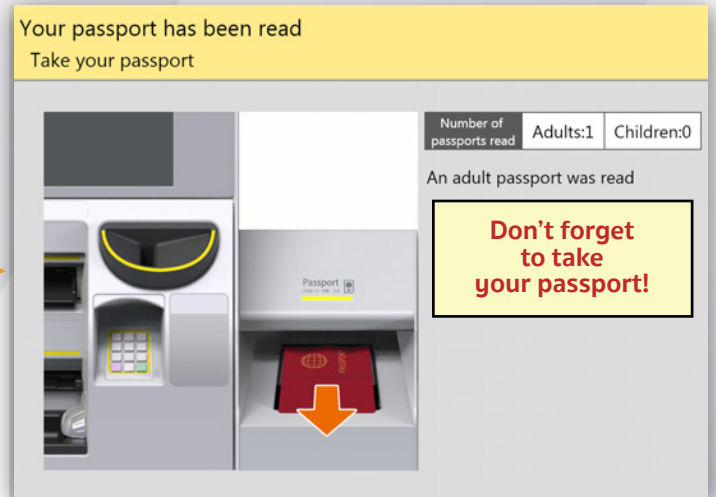 Your passport has been read
Take your passport
Number of
passports read
Adults:1
Children:0
An adult passport was read
Don't forget
to take
your passport!
Passport
PASSPORT